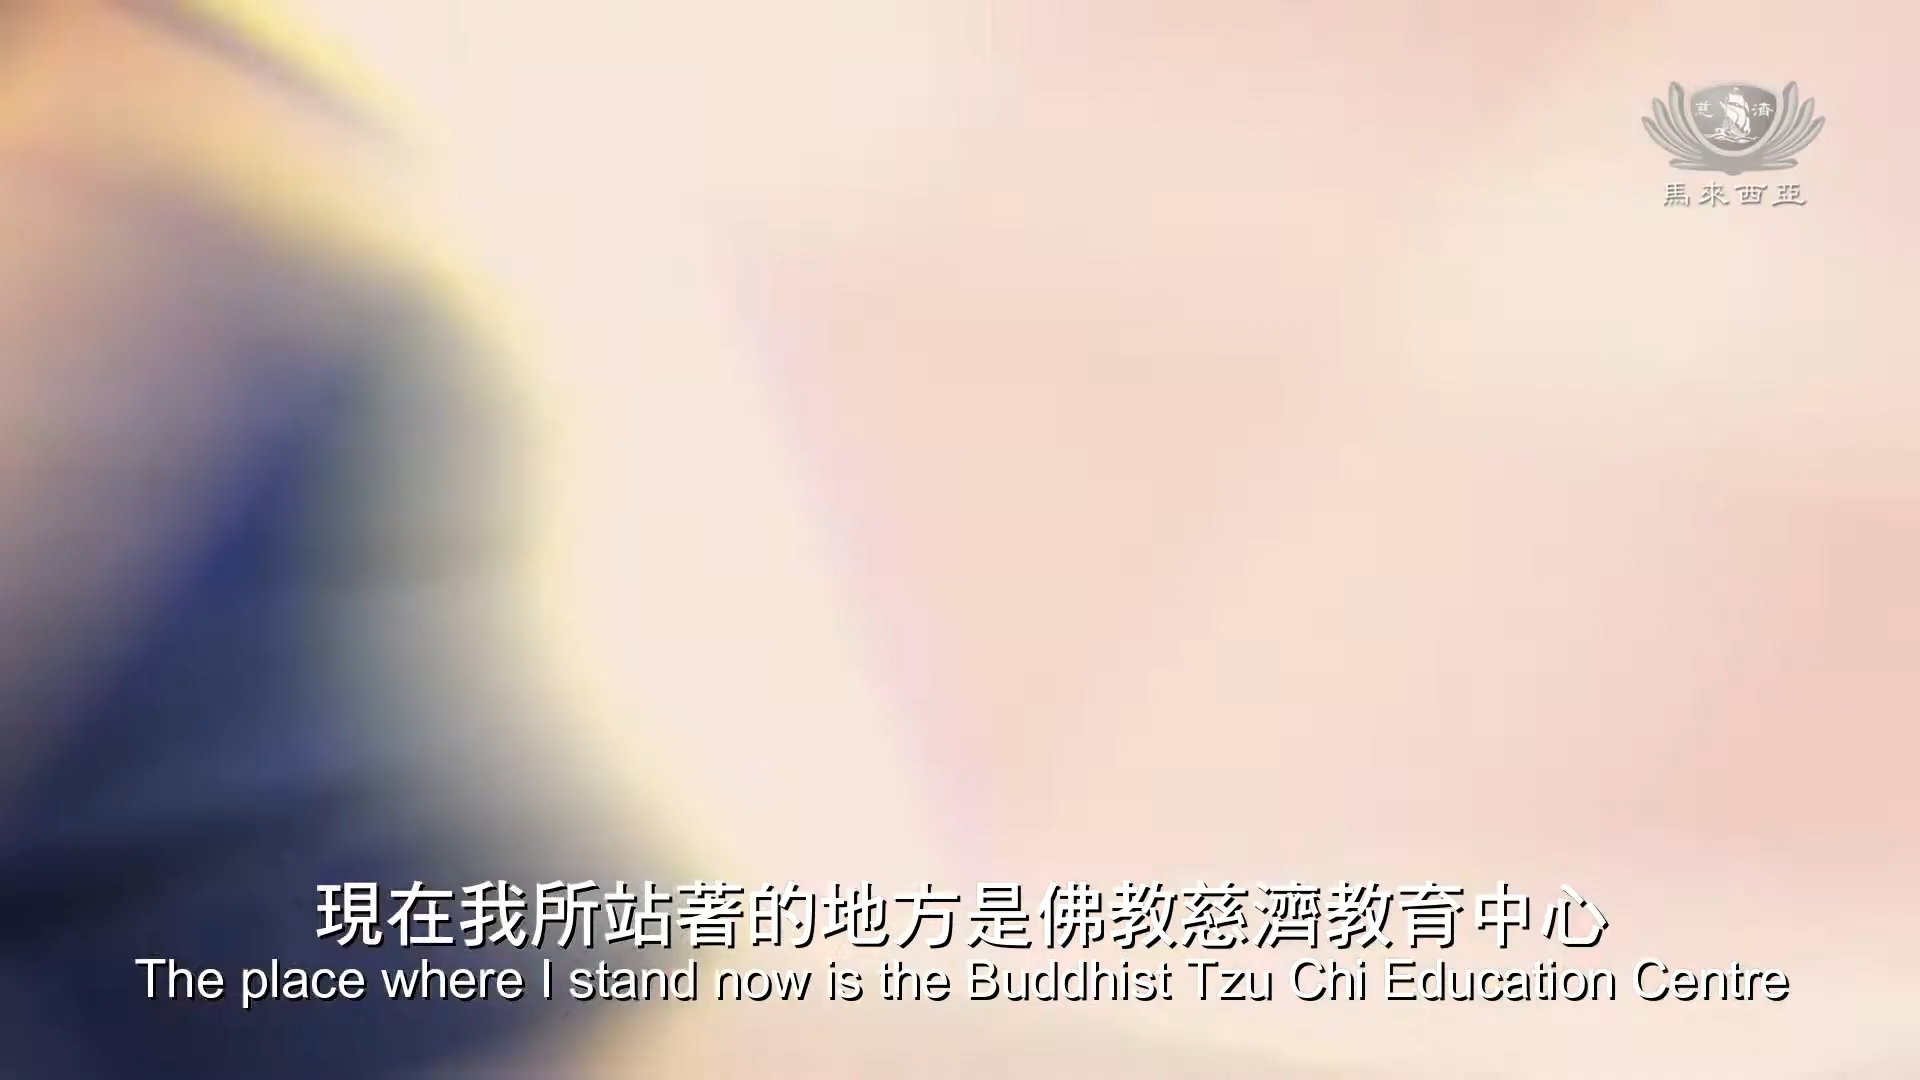 慈濟
馬來西亞
現在我所站著的地方是佛教慈濟教育中心
The place where I stand now is the Buddhist Tzu Chi Education Centre